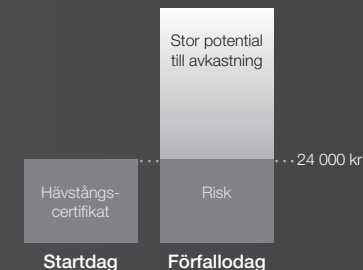 Stor potential
till avkastning
24 000 kr
Hävstångs-
certifikat
Risk
Startdag
Förfallodag